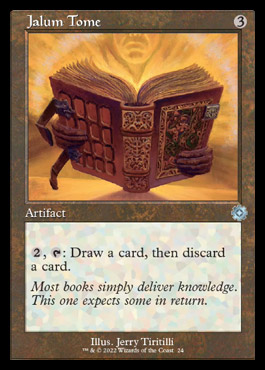 Jalum Tome 3
Artifact
2, : Draw a card, then discard
a card.
Most books simply deliver knowledge.
This one expects some in return.
Illus. Jerry Tiritilli
™ & © 2022 Wizards of the Coast 24